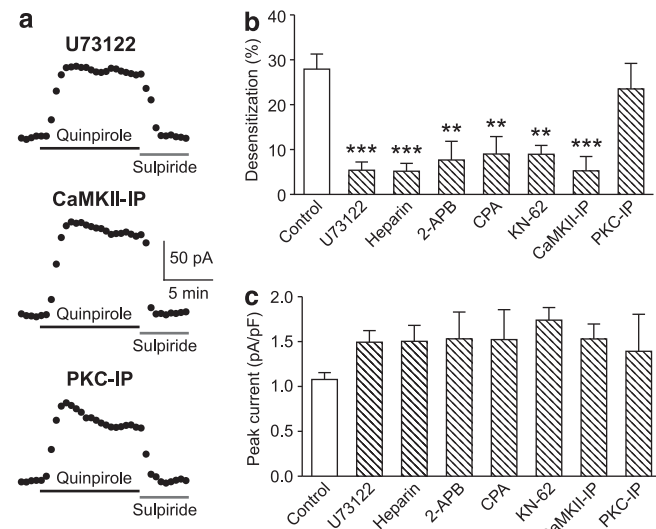 a
U73122
Quinpirole
Sulpiride
CaMKII-IP
50 pA
5 min
Quinpirole
Sulpiride
PKC-IP
Quinpirole
Sulpiride
b
Desensitization (%)
40
30
20
10
0
***
***
**
**
**
***
Control
U73122
Heparin
2-APB
CPA
KN-62
CaMKII-IP
PKC-IP
c
Peak current (pA/pF)
2.0
1.5
1.0
0.5
0.0
Control
U73122
Heparin
2-APB
CPA
KN-62
CaMKII-IP
PKC-IP